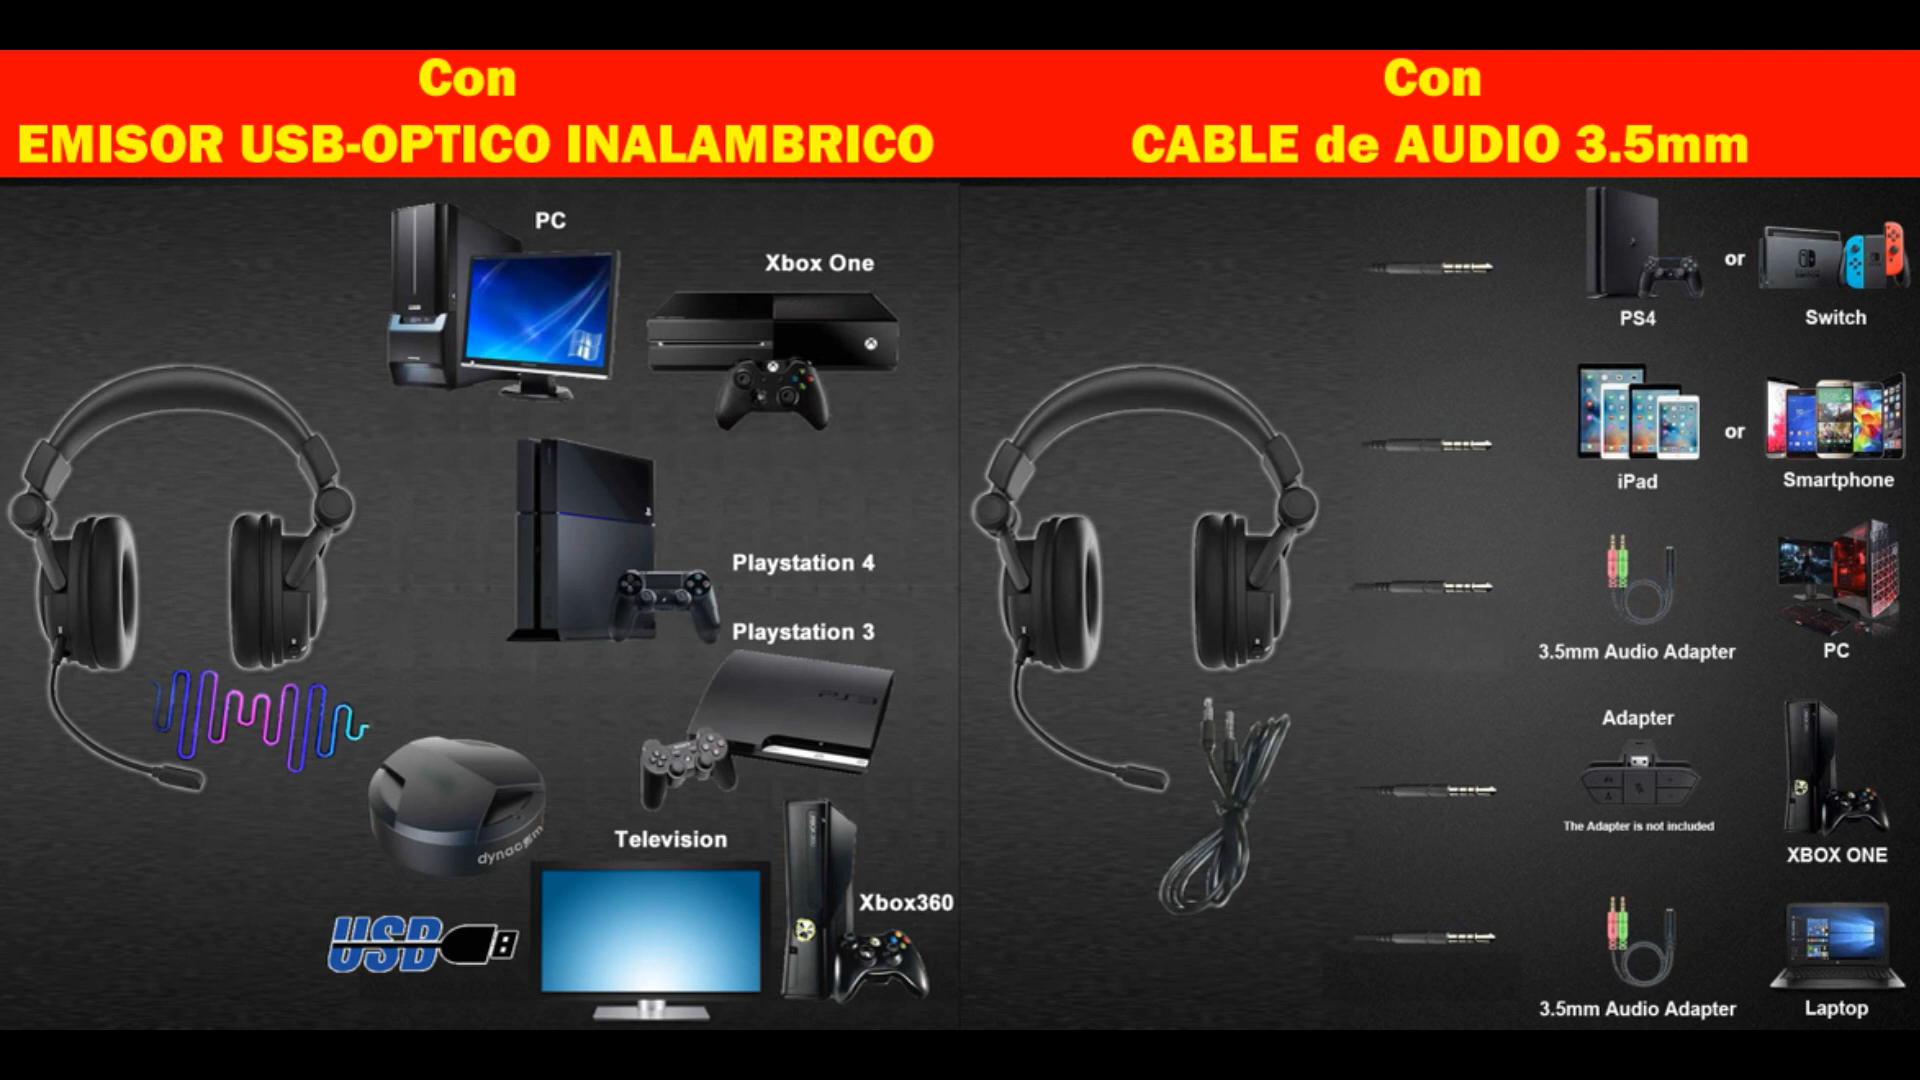 Con
EMISOR USB-OPTICO INALAMBRICO
PC
Xbox One
Playstation 4
Playstation 3
PS3
dynacom
Television
Xbox360
USB
Con
CABLE de AUDIO 3.5mm
or
PS4
Switch
or
iPad
Smartphone
3.5mm Audio Adapter
PC
Adapter
The Adapter is not included
XBOX ONE
3.5mm Audio Adapter
Laptop